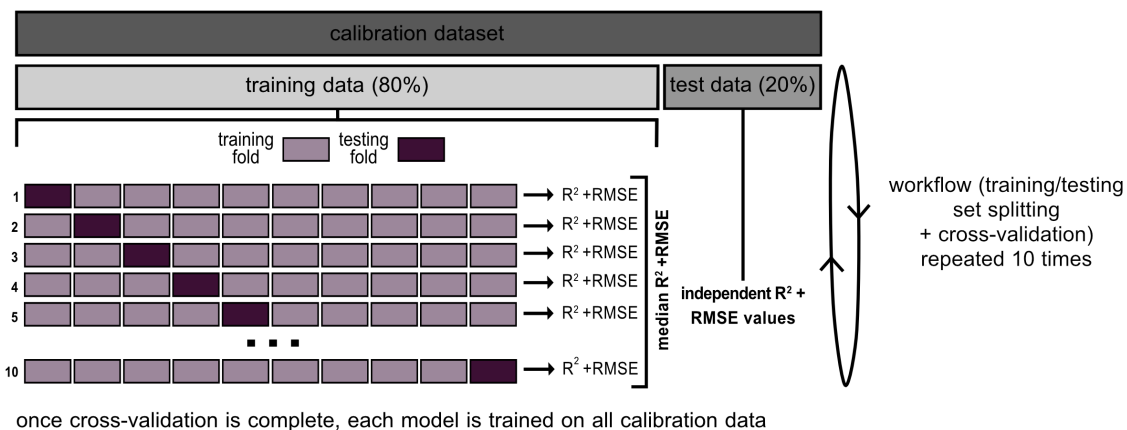 calibration dataset
training data (80%)
test data (20%)
training
fold
testing
fold
1
R² +RMSE
2
R² +RMSE
3
R² +RMSE
4
R² +RMSE
5
R² +RMSE
10
R² +RMSE
median R² +RMSE
independent R² +
RMSE values
workflow (training/testing
set splitting
+ cross-validation)
repeated 10 times
once cross-validation is complete, each model is trained on all calibration data